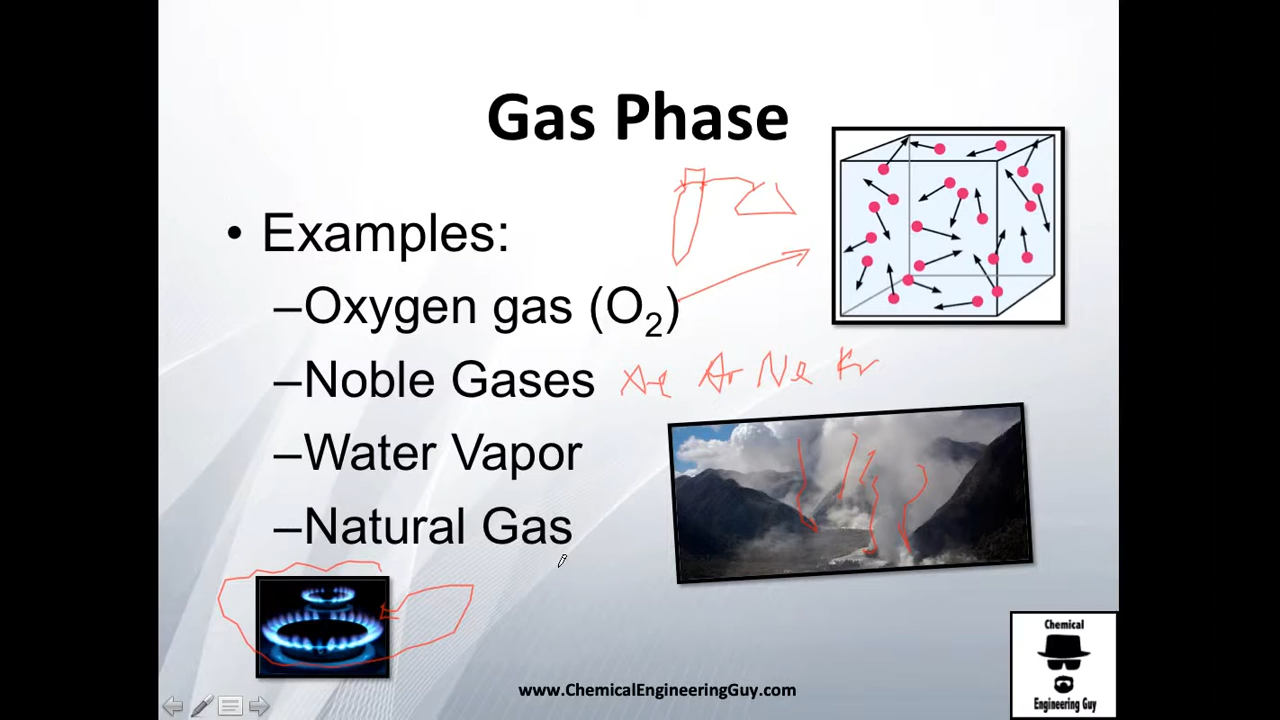 Gas Phase
• Examples:
–Oxygen gas (O₂)
–Noble Gases Xe Ar Ne Kr
–Water Vapor
–Natural Gas
www.ChemicalEngineeringGuy.com
Chemical
Engineering Guy